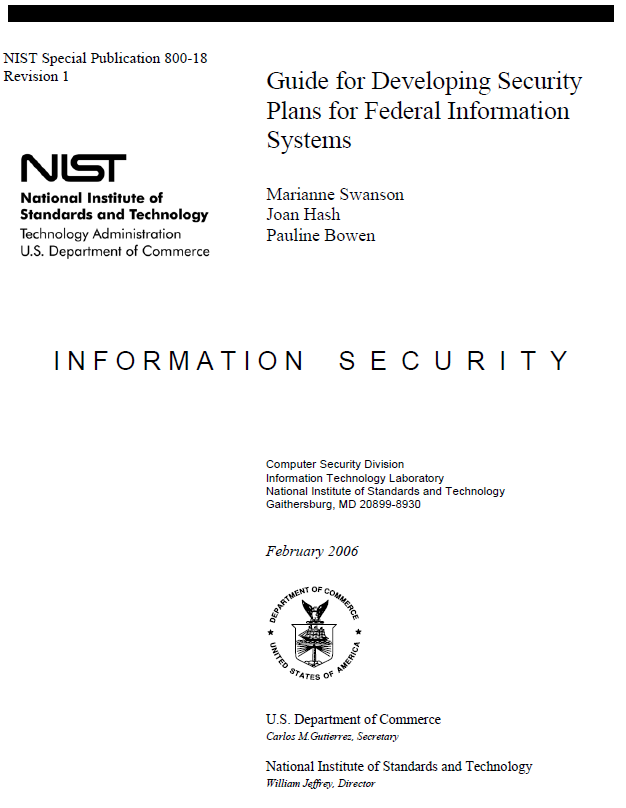 NIST Special Publication 800-18
Revision 1
Guide for Developing Security
Plans for Federal Information
Systems
NIST
National Institute of
Standards and Technology
Technology Administration
U.S. Department of Commerce
Marianne Swanson
Joan Hash
Pauline Bowen
INFORMATION SECURITY
Computer Security Division
Information Technology Laboratory
National Institute of Standards and Technology
Gaithersburg, MD 20899-8930
February 2006
DEPARTMENT OF COMMERCE
UNITED STATES OF AMERICA
U.S. Department of Commerce
Carlos M.Gutierrez, Secretary
National Institute of Standards and Technology
William Jeffrey, Director